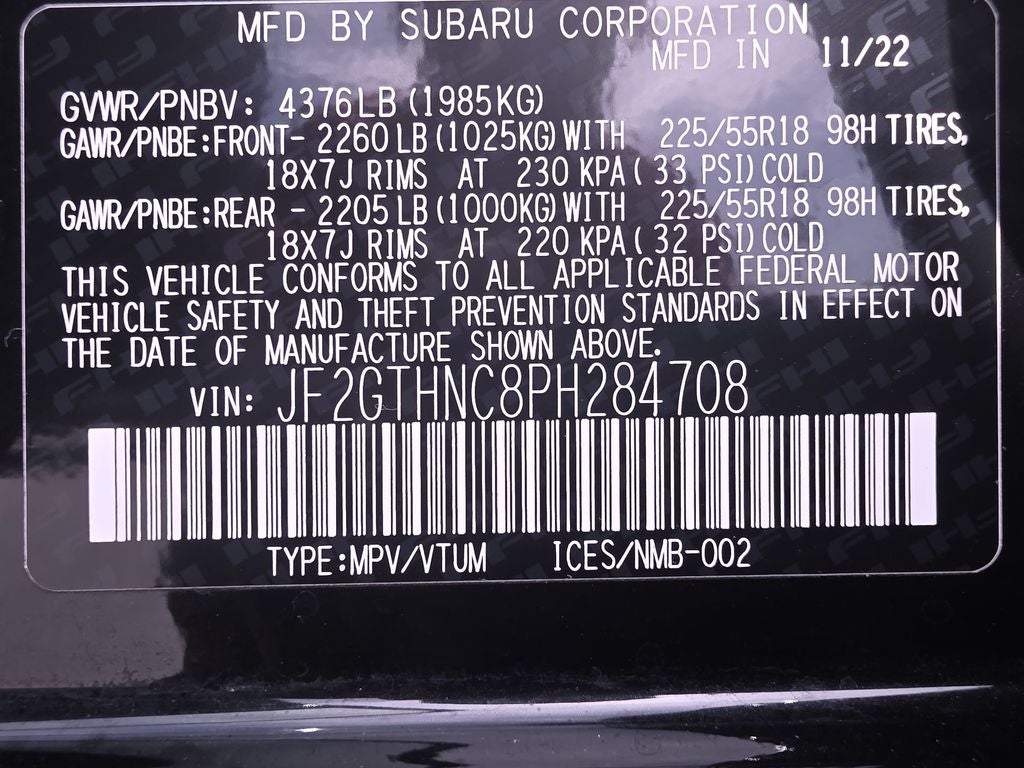 MFD BY SUBARU CORPORATION
MFD IN 11/22
GVWR/PNBV: 4376LB (1985KG)
GAWR/PNBE:FRONT- 2260 LB (1025KG) WITH 225/55R18 98H TIRES,
18X7J RIMS AT 230 KPA ( 33 PSI) COLD
GAWR/PNBE:REAR - 2205 LB (1000KG) WITH 225/55R18 98H TIRES,
18X7J RIMS AT 220 KPA ( 32 PSI) COLD
THIS VEHICLE CONFORMS TO ALL APPLICABLE FEDERAL MOTOR
VEHICLE SAFETY AND THEFT PREVENTION STANDARDS IN EFFECT ON
THE DATE OF MANUFACTURE SHOWN ABOVE.
VIN: JF2GTHNC8PH284708
TYPE:MPV/VTUM ICES/NMB-002